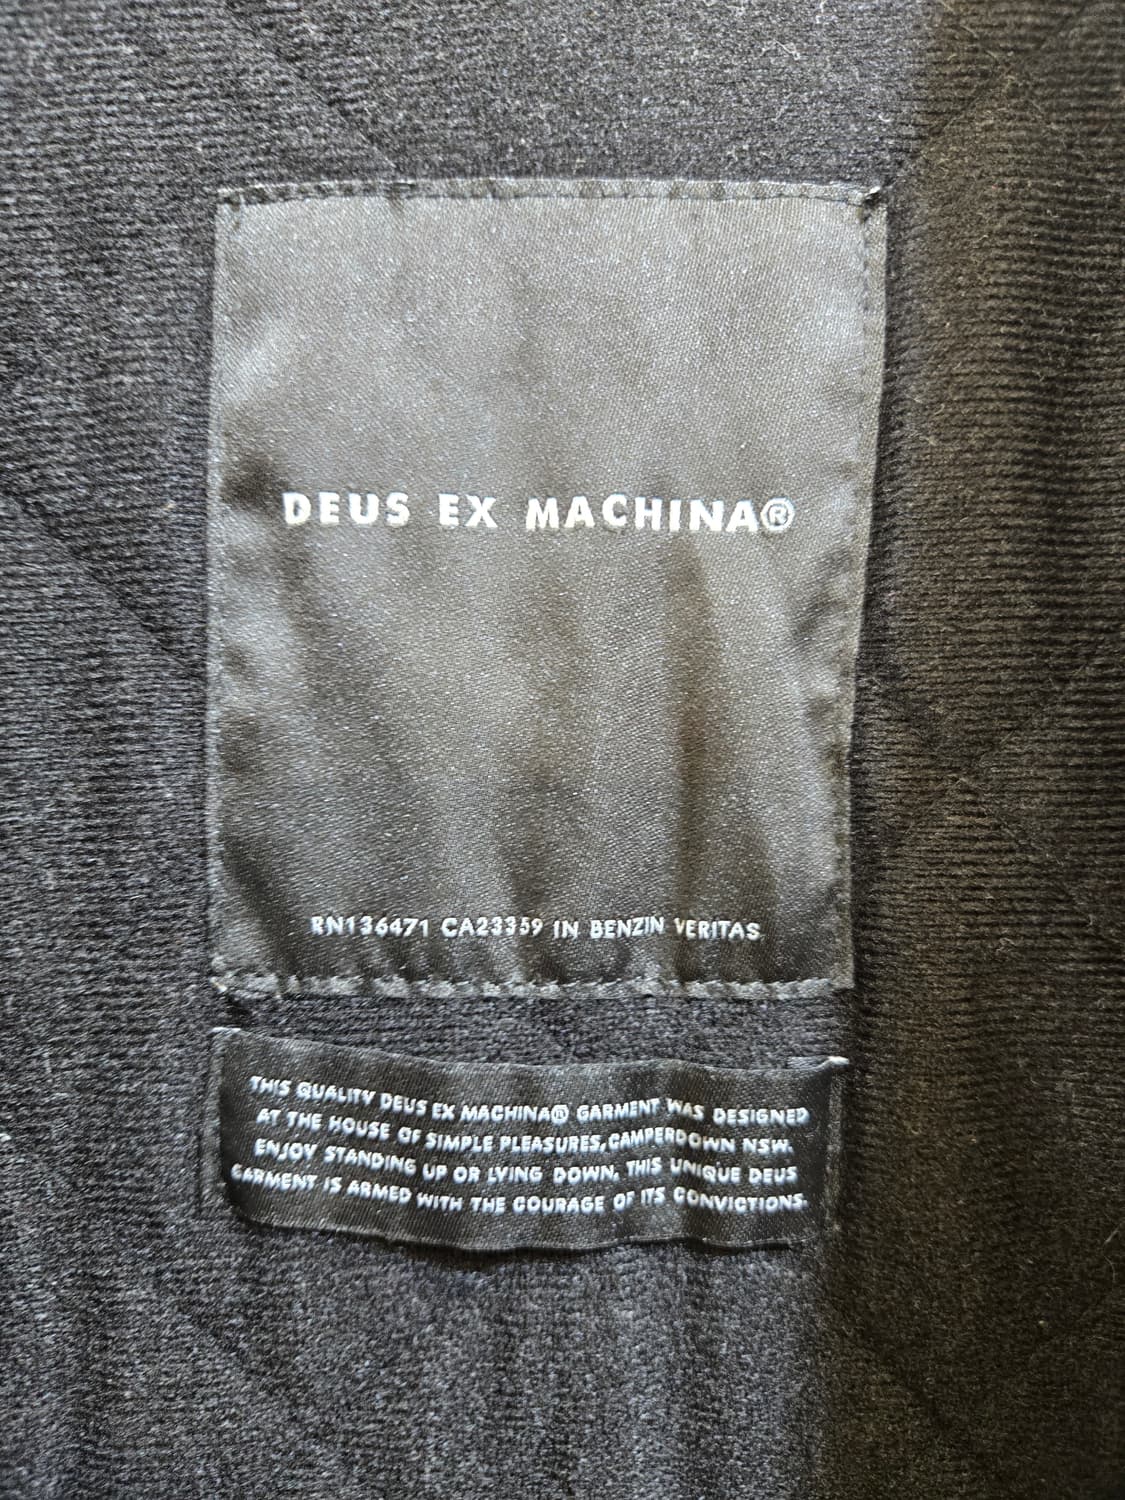 DEUS EX MACHINA®
RN136471 CA23359 IN BENZIN VERITAS
THIS QUALITY DEUS EX MACHINA® GARMENT WAS DESIGNED
AT THE HOUSE OF SIMPLE PLEASURES, CAMPERDOWN NSW.
ENJOY STANDING UP OR LYING DOWN, THIS UNIQUE DEUS
GARMENT IS ARMED WITH THE COURAGE OF ITS CONVICTIONS.